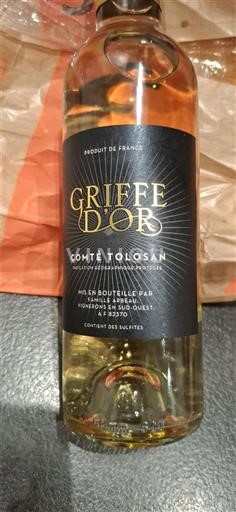 PRODUIT DE FRANCE
GRIFFE
D'OR
COMTÉ TOLOSAN
INDICATION GÉOGRAPHIQUE PROTÉGÉE
MIS EN BOUTEILLE PAR
FAMILLE ARBEAU,
VIGNERONS EN SUD-OUEST
À F 82370
CONTIENT DES SULFITES